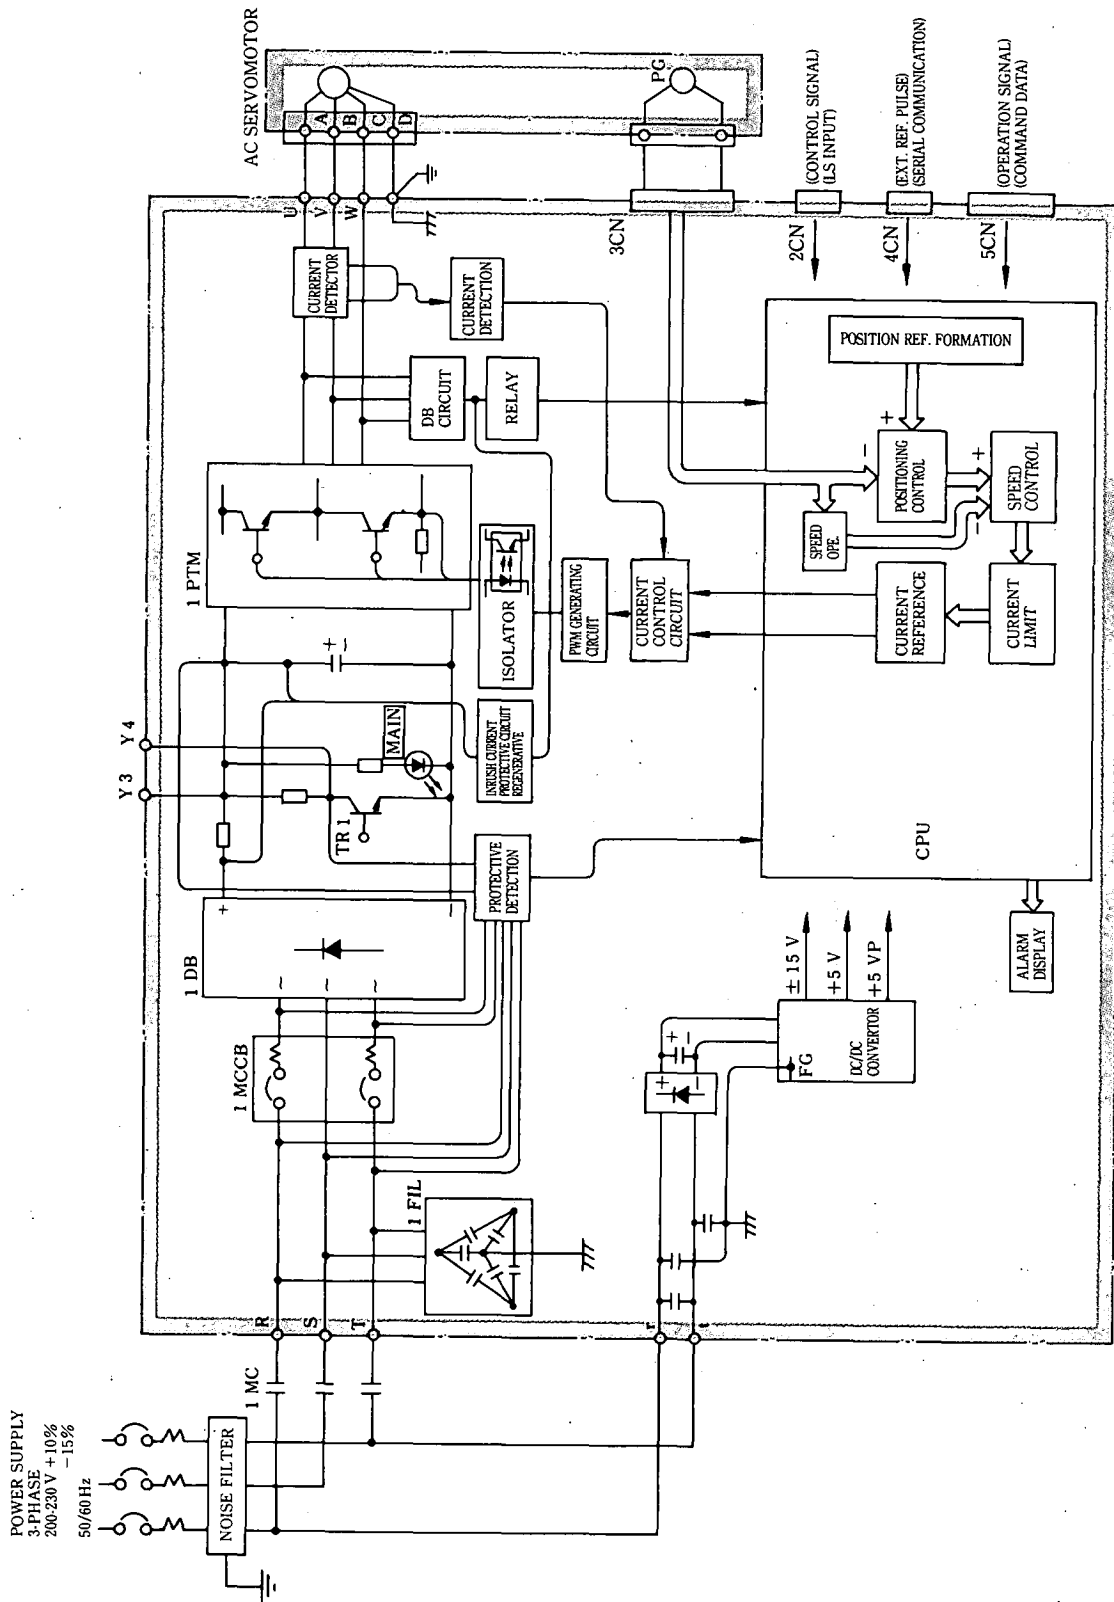 POWER SUPPLY
3-PHASE
200-230 V +10%
−15%
50/60 Hz
NOISE FILTER
1 MC
R
S
T
r
t
1 FIL
1 MCCB
1 DB
~
~
~
+
−
Y3
Y4
TR 1
MAIN
+
−
1 PTM
PROTECTIVE
DETECTION
INRUSH CURRENT
PROTECTIVE CIRCUIT
REGENERATIVE
ISOLATOR
PWM GENERATING
CIRCUIT
CURRENT
CONTROL
CIRCUIT
DB
CIRCUIT
RELAY
CURRENT
DETECTOR
CURRENT
DETECTION
U
V
W
A
B
C
D
AC SERVOMOTOR
PG
3CN
2CN
(CONTROL SIGNAL)
(LS INPUT)
4CN
(EXT. REF. PULSE)
(SERIAL COMMUNICATION)
5CN
(OPERATION SIGNAL)
(COMMAND DATA)
POSITION REF. FORMATION
+
−
POSITIONING
CONTROL
+
−
SPEED
CONTROL
SPEED
OPE.
CURRENT
REFERENCE
CURRENT
LIMIT
CPU
ALARM
DISPLAY
+
−
+
−
FG
DC/DC
CONVERTOR
± 15 V
+5 V
+5 VP